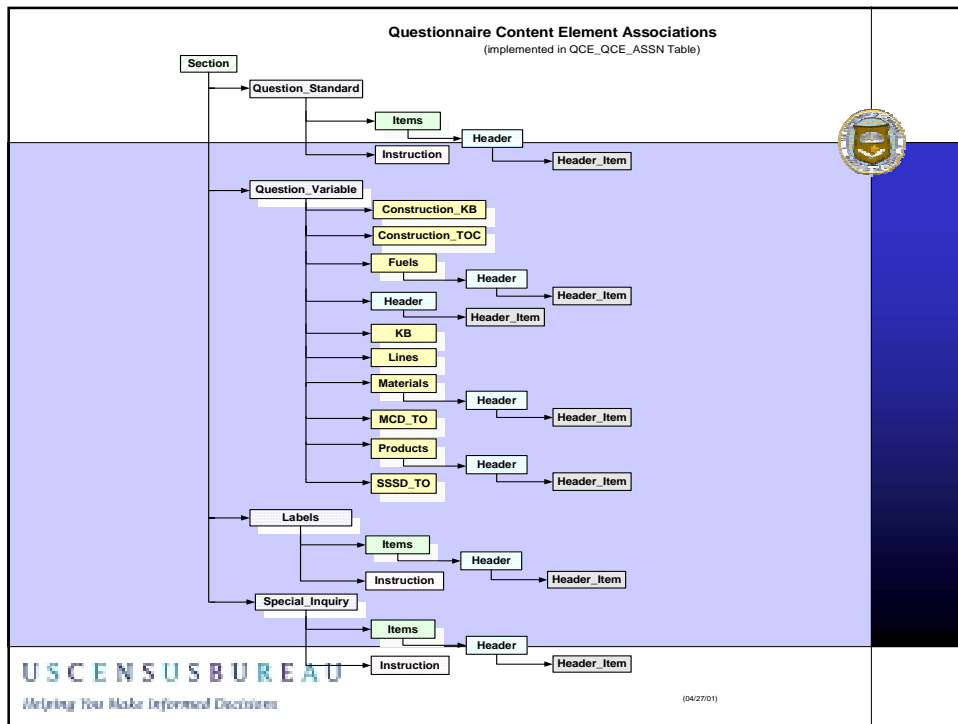 Questionnaire Content Element Associations
(implemented in QCE_QCE_ASSN Table)
Section
Question_Standard
Items
Header
Instruction
Header_Item
Question_Variable
Construction_KB
Construction_TOC
Fuels
Header
Header_Item
Header
Header_Item
KB
Lines
Materials
Header
Header_Item
MCD_TO
Products
Header
Header_Item
SSSD_TO
Labels
Items
Header
Instruction
Header_Item
Special_Inquiry
Items
Header
Instruction
Header_Item
USCENSUSBUREAU
Helping You Make Informed Decisions
(04/27/01)